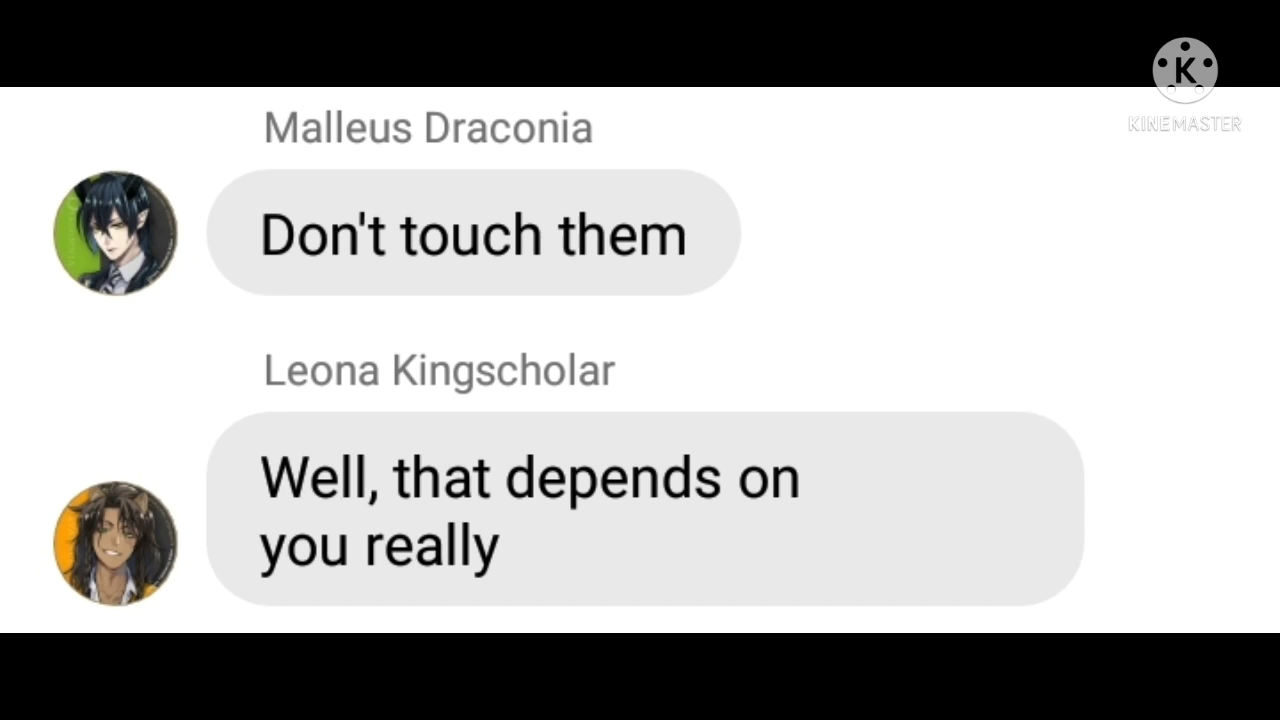 K
KINEMASTER
Malleus Draconia
Don't touch them
Leona Kingscholar
Well, that depends on
you really